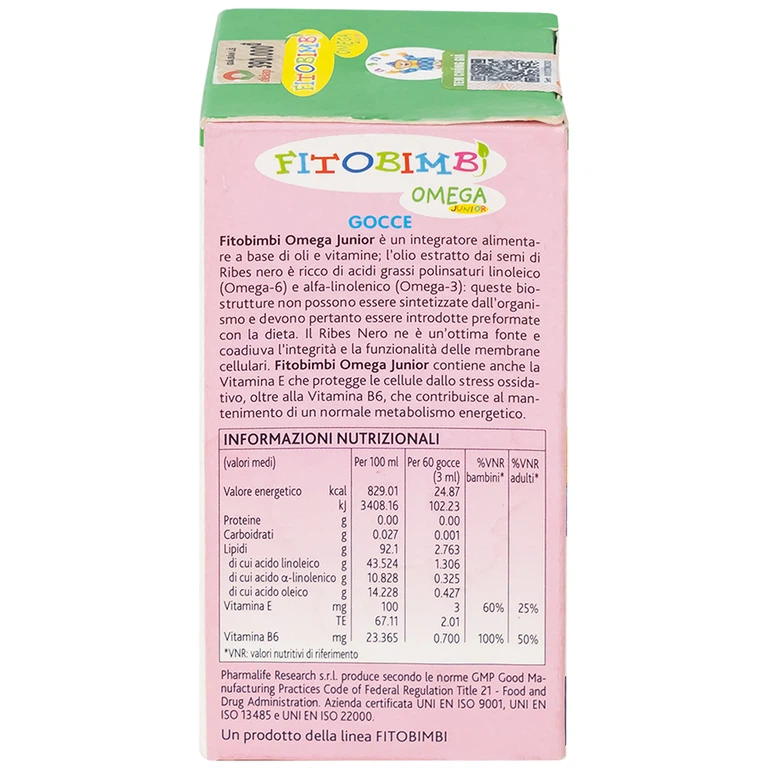 390.000đ
FITOBIMBI
OMEGA
TEM CHỐNG GIẢ
FITOBIMBI
OMEGA
JUNIOR
GOCCE
Fitobimbi Omega Junior è un integratore alimenta-
re a base di oli e vitamine; l'olio estratto dai semi di
Ribes nero è ricco di acidi grassi polinsaturi linoleico
(Omega-6) e alfa-linolenico (Omega-3): queste bio-
strutture non possono essere sintetizzate dall'organi-
smo e devono pertanto essere introdotte preformate
con la dieta. Il Ribes Nero ne è un'ottima fonte e
coadiuva l'integrità e la funzionalità delle membrane
cellulari. Fitobimbi Omega Junior contiene anche la
Vitamina E che protegge le cellule dallo stress ossida-
tivo, oltre alla Vitamina B6, che contribuisce al man-
tenimento di un normale metabolismo energetico.
INFORMAZIONI NUTRIZIONALI
(valori medi) Per 100 ml Per 60 gocce %VNR %VNR
(3 ml) bambini* adulti*
Valore energetico kcal 829.01 24.87
kJ 3408.16 102.23
Proteine g 0.00 0.00
Carboidrati g 0.027 0.001
Lipidi g 92.1 2.763
di cui acido linoleico g 43.524 1.306
di cui acido α-linolenico g 10.828 0.325
di cui acido oleico g 14.228 0.427
Vitamina E mg 100 3 60% 25%
TE 67.11 2.01
Vitamina B6 mg 23.365 0.700 100% 50%
*VNR: valori nutritivi di riferimento
Pharmalife Research s.r.l. produce secondo le norme GMP Good Ma-
nufacturing Practices Code of Federal Regulation Title 21 - Food and
Drug Administration. Azienda certificata UNI EN ISO 9001, UNI EN
ISO 13485 e UNI EN ISO 22000.
Un prodotto della linea FITOBIMBI